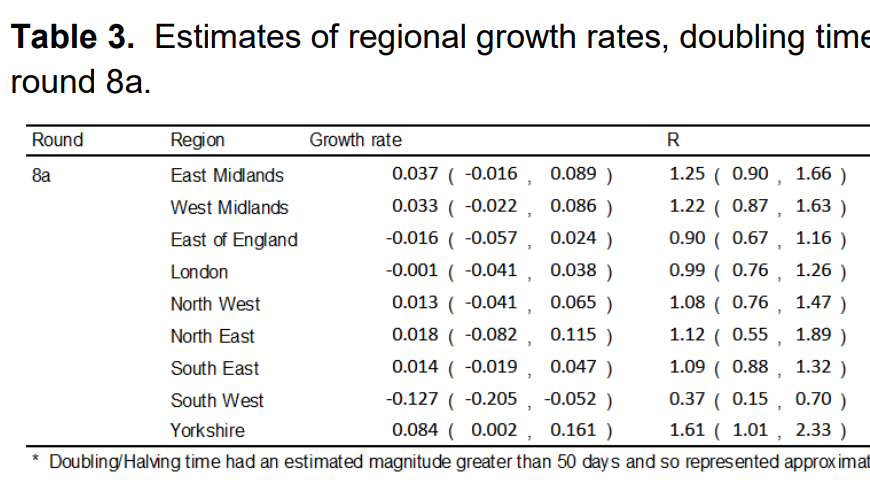 Table 3. Estimates of regional growth rates, doubling time
round 8a.
Round Region Growth rate R
8a East Midlands 0.037 ( -0.016 , 0.089 ) 1.25 ( 0.90 , 1.66 )
West Midlands 0.033 ( -0.022 , 0.086 ) 1.22 ( 0.87 , 1.63 )
East of England -0.016 ( -0.057 , 0.024 ) 0.90 ( 0.67 , 1.16 )
London -0.001 ( -0.041 , 0.038 ) 0.99 ( 0.76 , 1.26 )
North West 0.013 ( -0.041 , 0.065 ) 1.08 ( 0.76 , 1.47 )
North East 0.018 ( -0.082 , 0.115 ) 1.12 ( 0.55 , 1.89 )
South East 0.014 ( -0.019 , 0.047 ) 1.09 ( 0.88 , 1.32 )
South West -0.127 ( -0.205 , -0.052 ) 0.37 ( 0.15 , 0.70 )
Yorkshire 0.084 ( 0.002 , 0.161 ) 1.61 ( 1.01 , 2.33 )
* Doubling/Halving time had an estimated magnitude greater than 50 days and so represented approximat